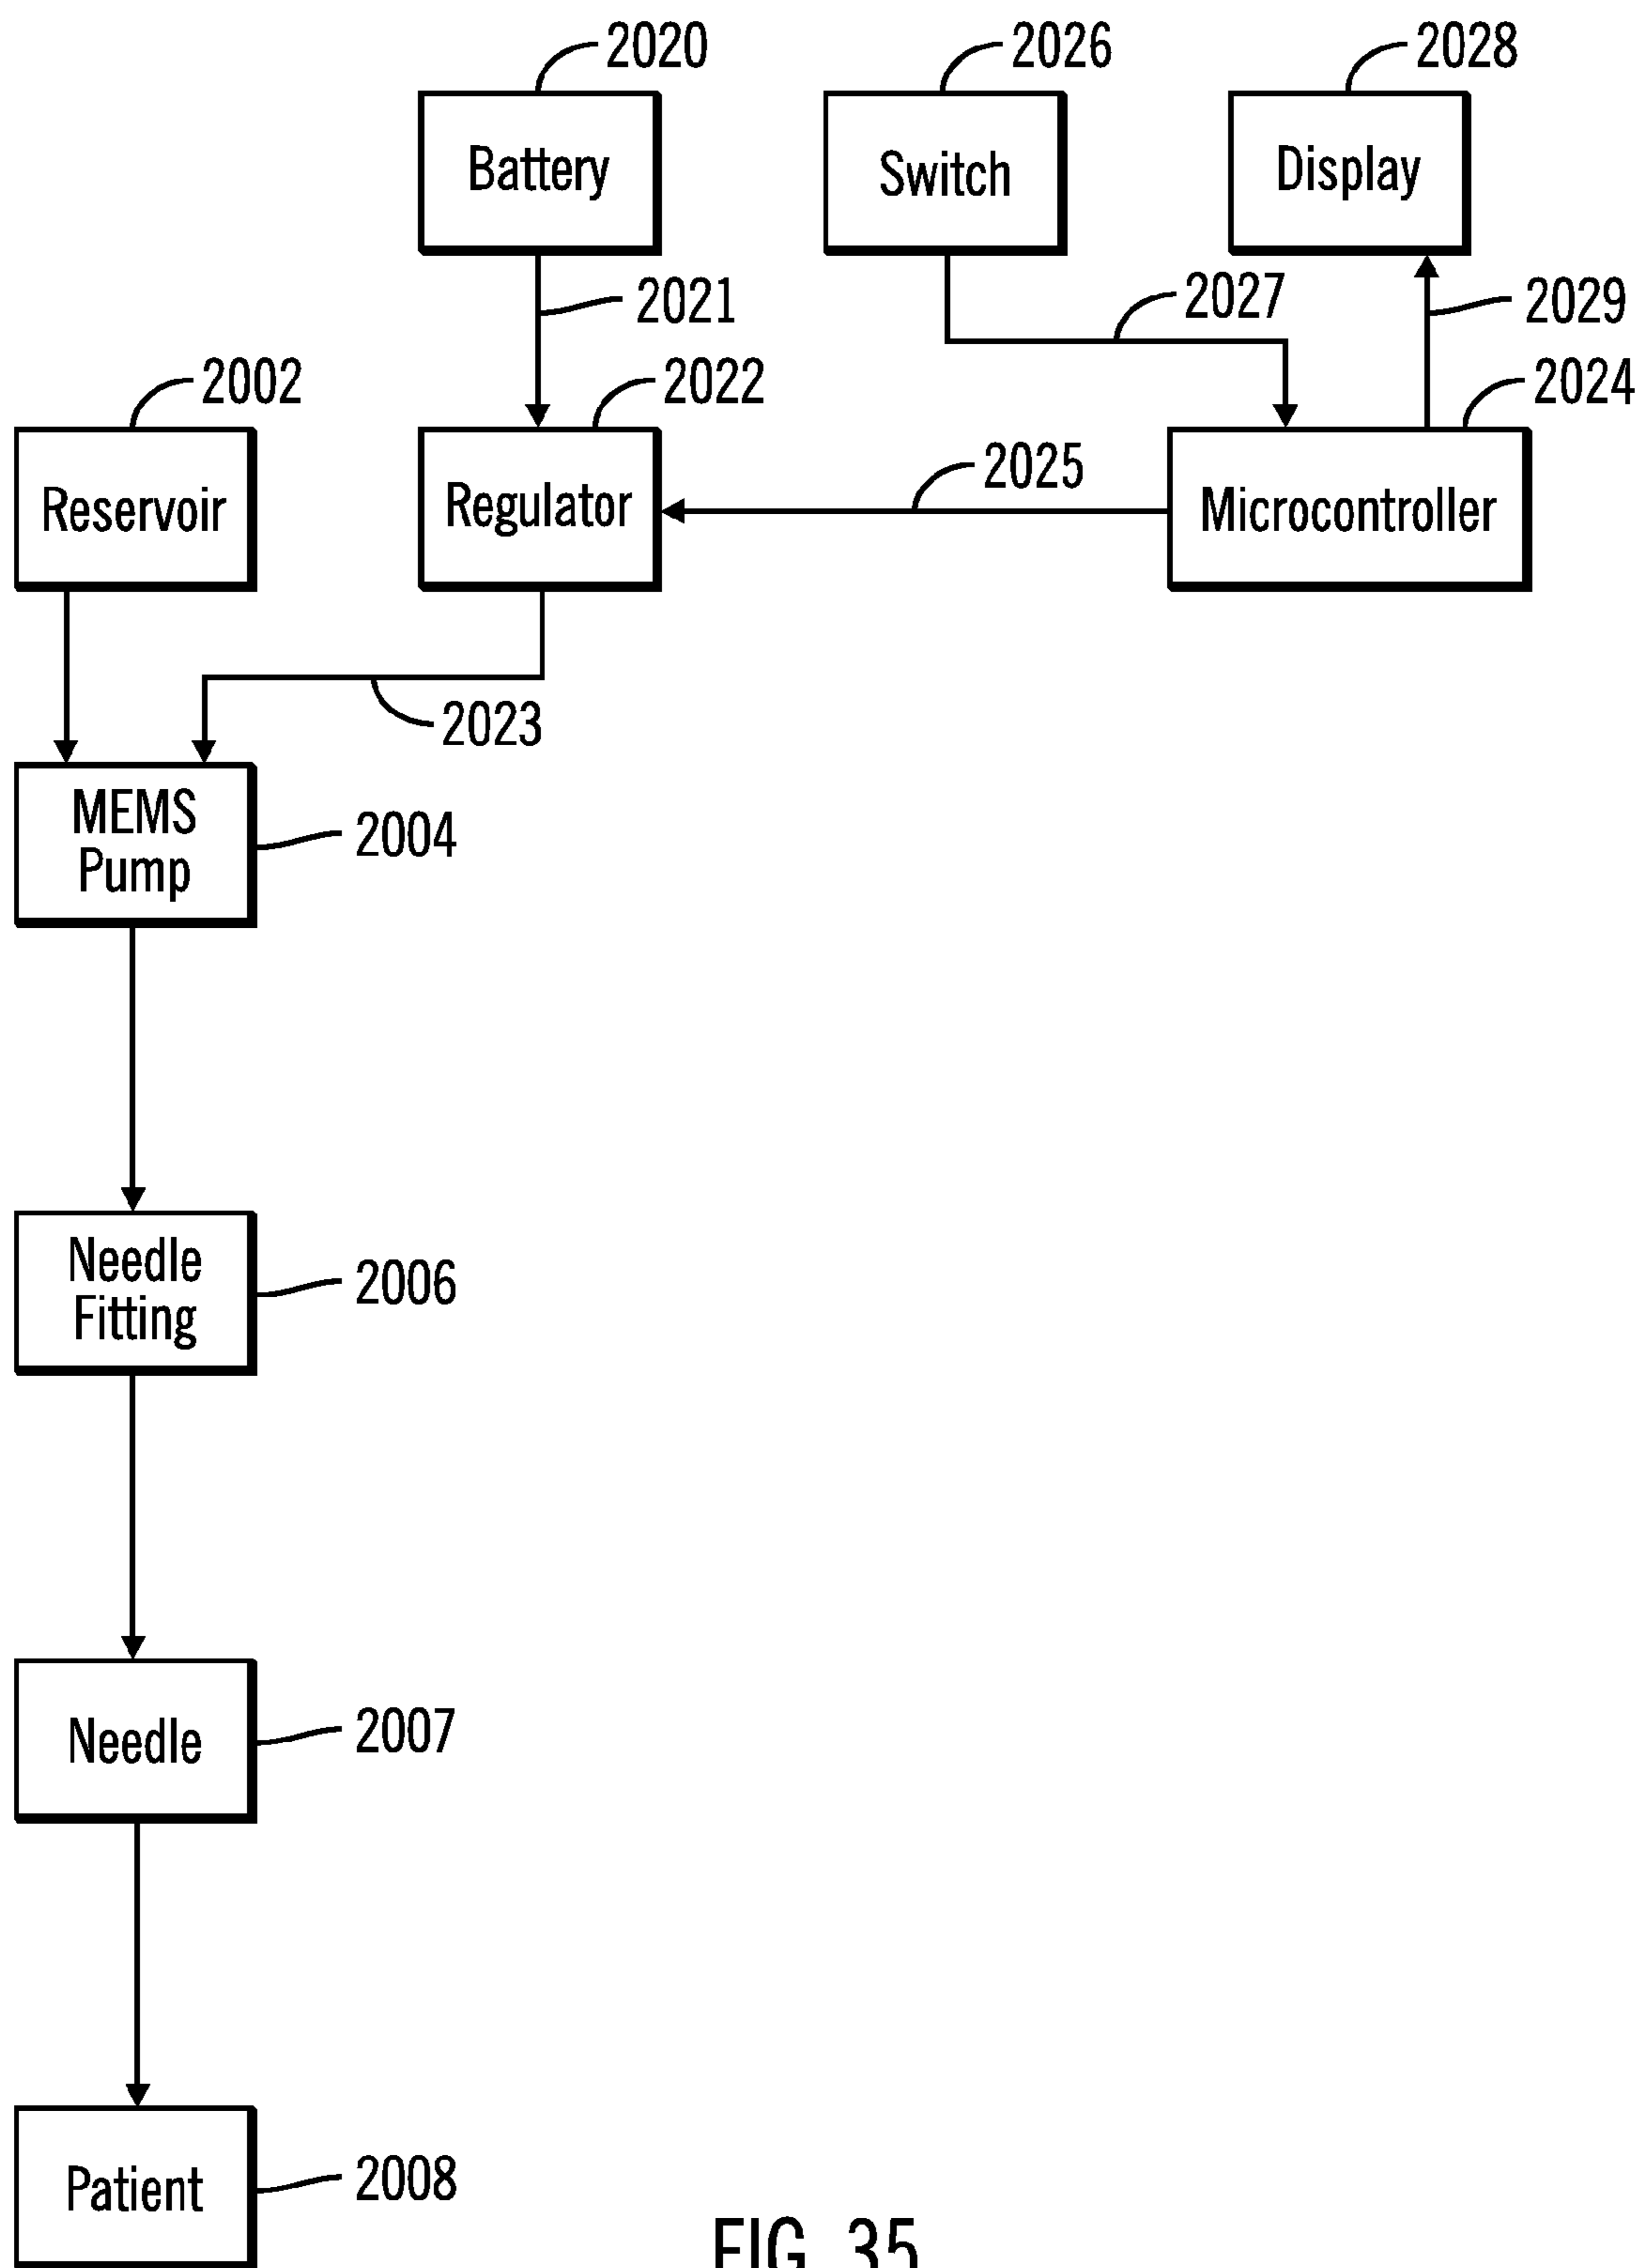 2020
2026
2028
Battery
Switch
Display
2021
2027
2029
2002
2022
2024
Reservoir
Regulator
2025
Microcontroller
2023
MEMS
Pump
2004
Needle
Fitting
2006
Needle
2007
Patient
2008
FIG. 35